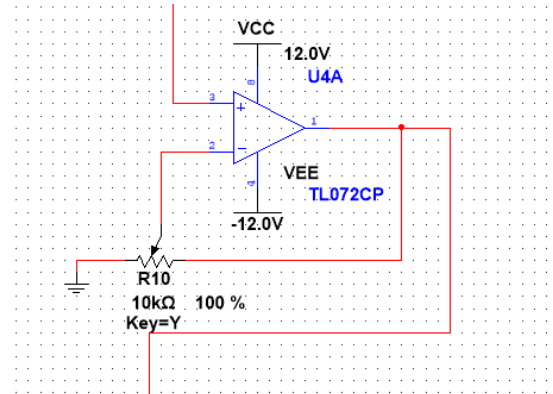 VCC
12.0V
8
U4A
3
+
1
2
−
4
VEE
TL072CP
-12.0V
R10
10kΩ 100 %
Key=Y